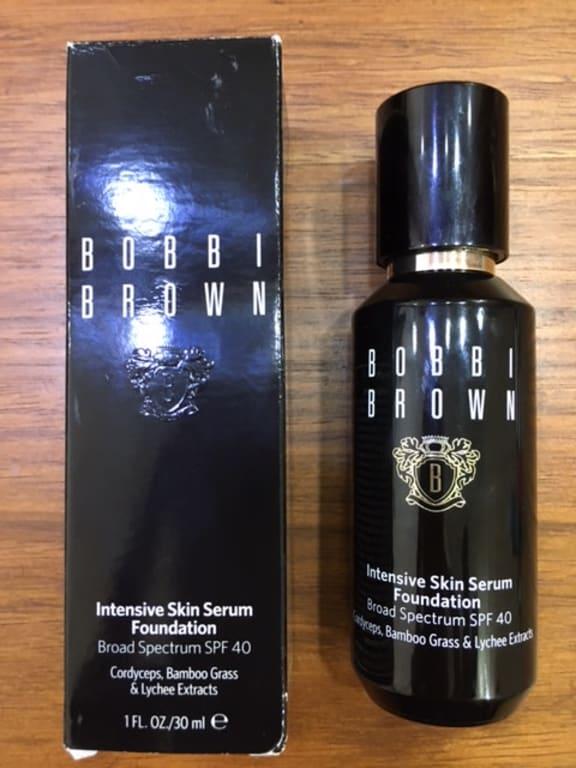 BOBBI
BROWN
B
Intensive Skin Serum
Foundation
Broad Spectrum SPF 40
Cordyceps, Bamboo Grass
& Lychee Extracts
1 FL. OZ./30 ml ℮
BOBBI
BROWN
B
Intensive Skin Serum
Foundation
Broad Spectrum SPF 40
Cordyceps, Bamboo Grass & Lychee Extracts